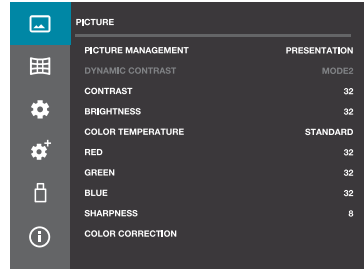 PICTURE
PICTURE MANAGEMENT PRESENTATION
DYNAMIC CONTRAST MODE2
CONTRAST 32
BRIGHTNESS 32
COLOR TEMPERATURE STANDARD
RED 32
GREEN 32
BLUE 32
SHARPNESS 8
COLOR CORRECTION